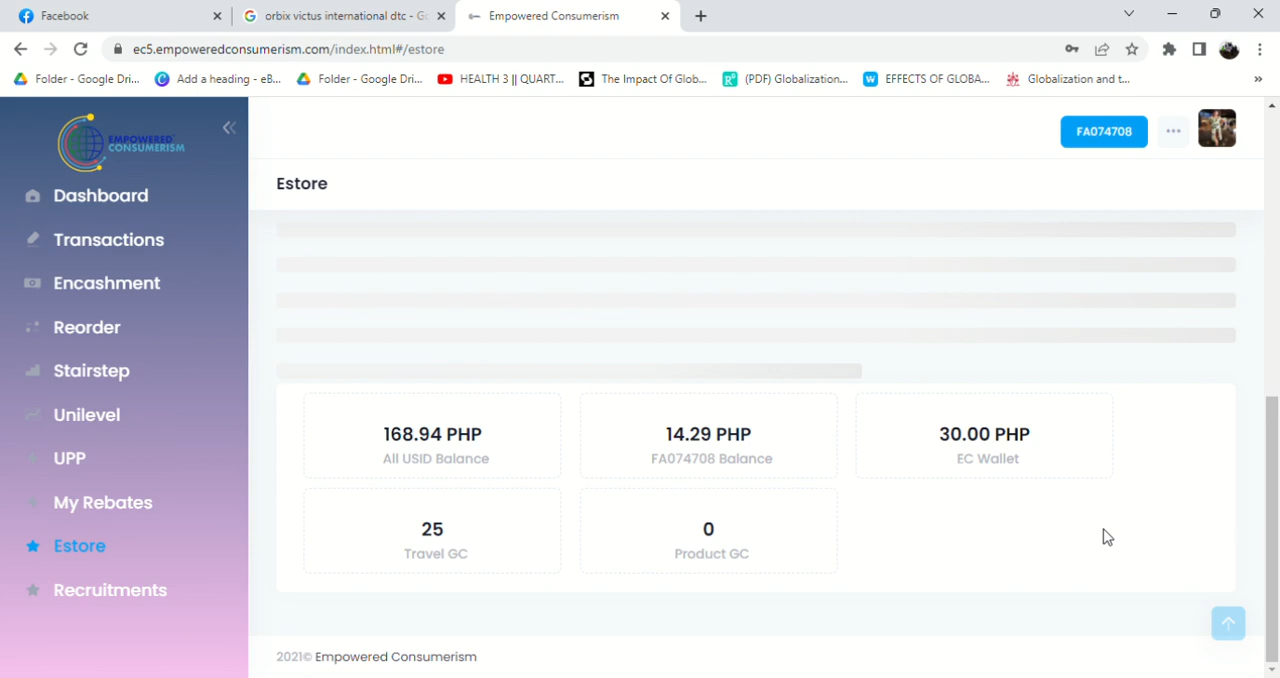 Facebook
orbix victus international dtc - Go
Empowered Consumerism
ec5.empoweredconsumerism.com/index.html#/estore
Folder - Google Dri...
Add a heading - eB...
Folder - Google Dri...
HEALTH 3 || QUART...
The Impact Of Glob...
(PDF) Globalization...
EFFECTS OF GLOBA...
Globalization and t...
EMPOWERED
CONSUMERISM
FA074708
Dashboard
Estore
Transactions
Encashment
Reorder
Stairstep
Unilevel
UPP
My Rebates
Estore
Recruitments
168.94 PHP
All USID Balance
14.29 PHP
FA074708 Balance
30.00 PHP
EC Wallet
25
Travel GC
0
Product GC
2021© Empowered Consumerism